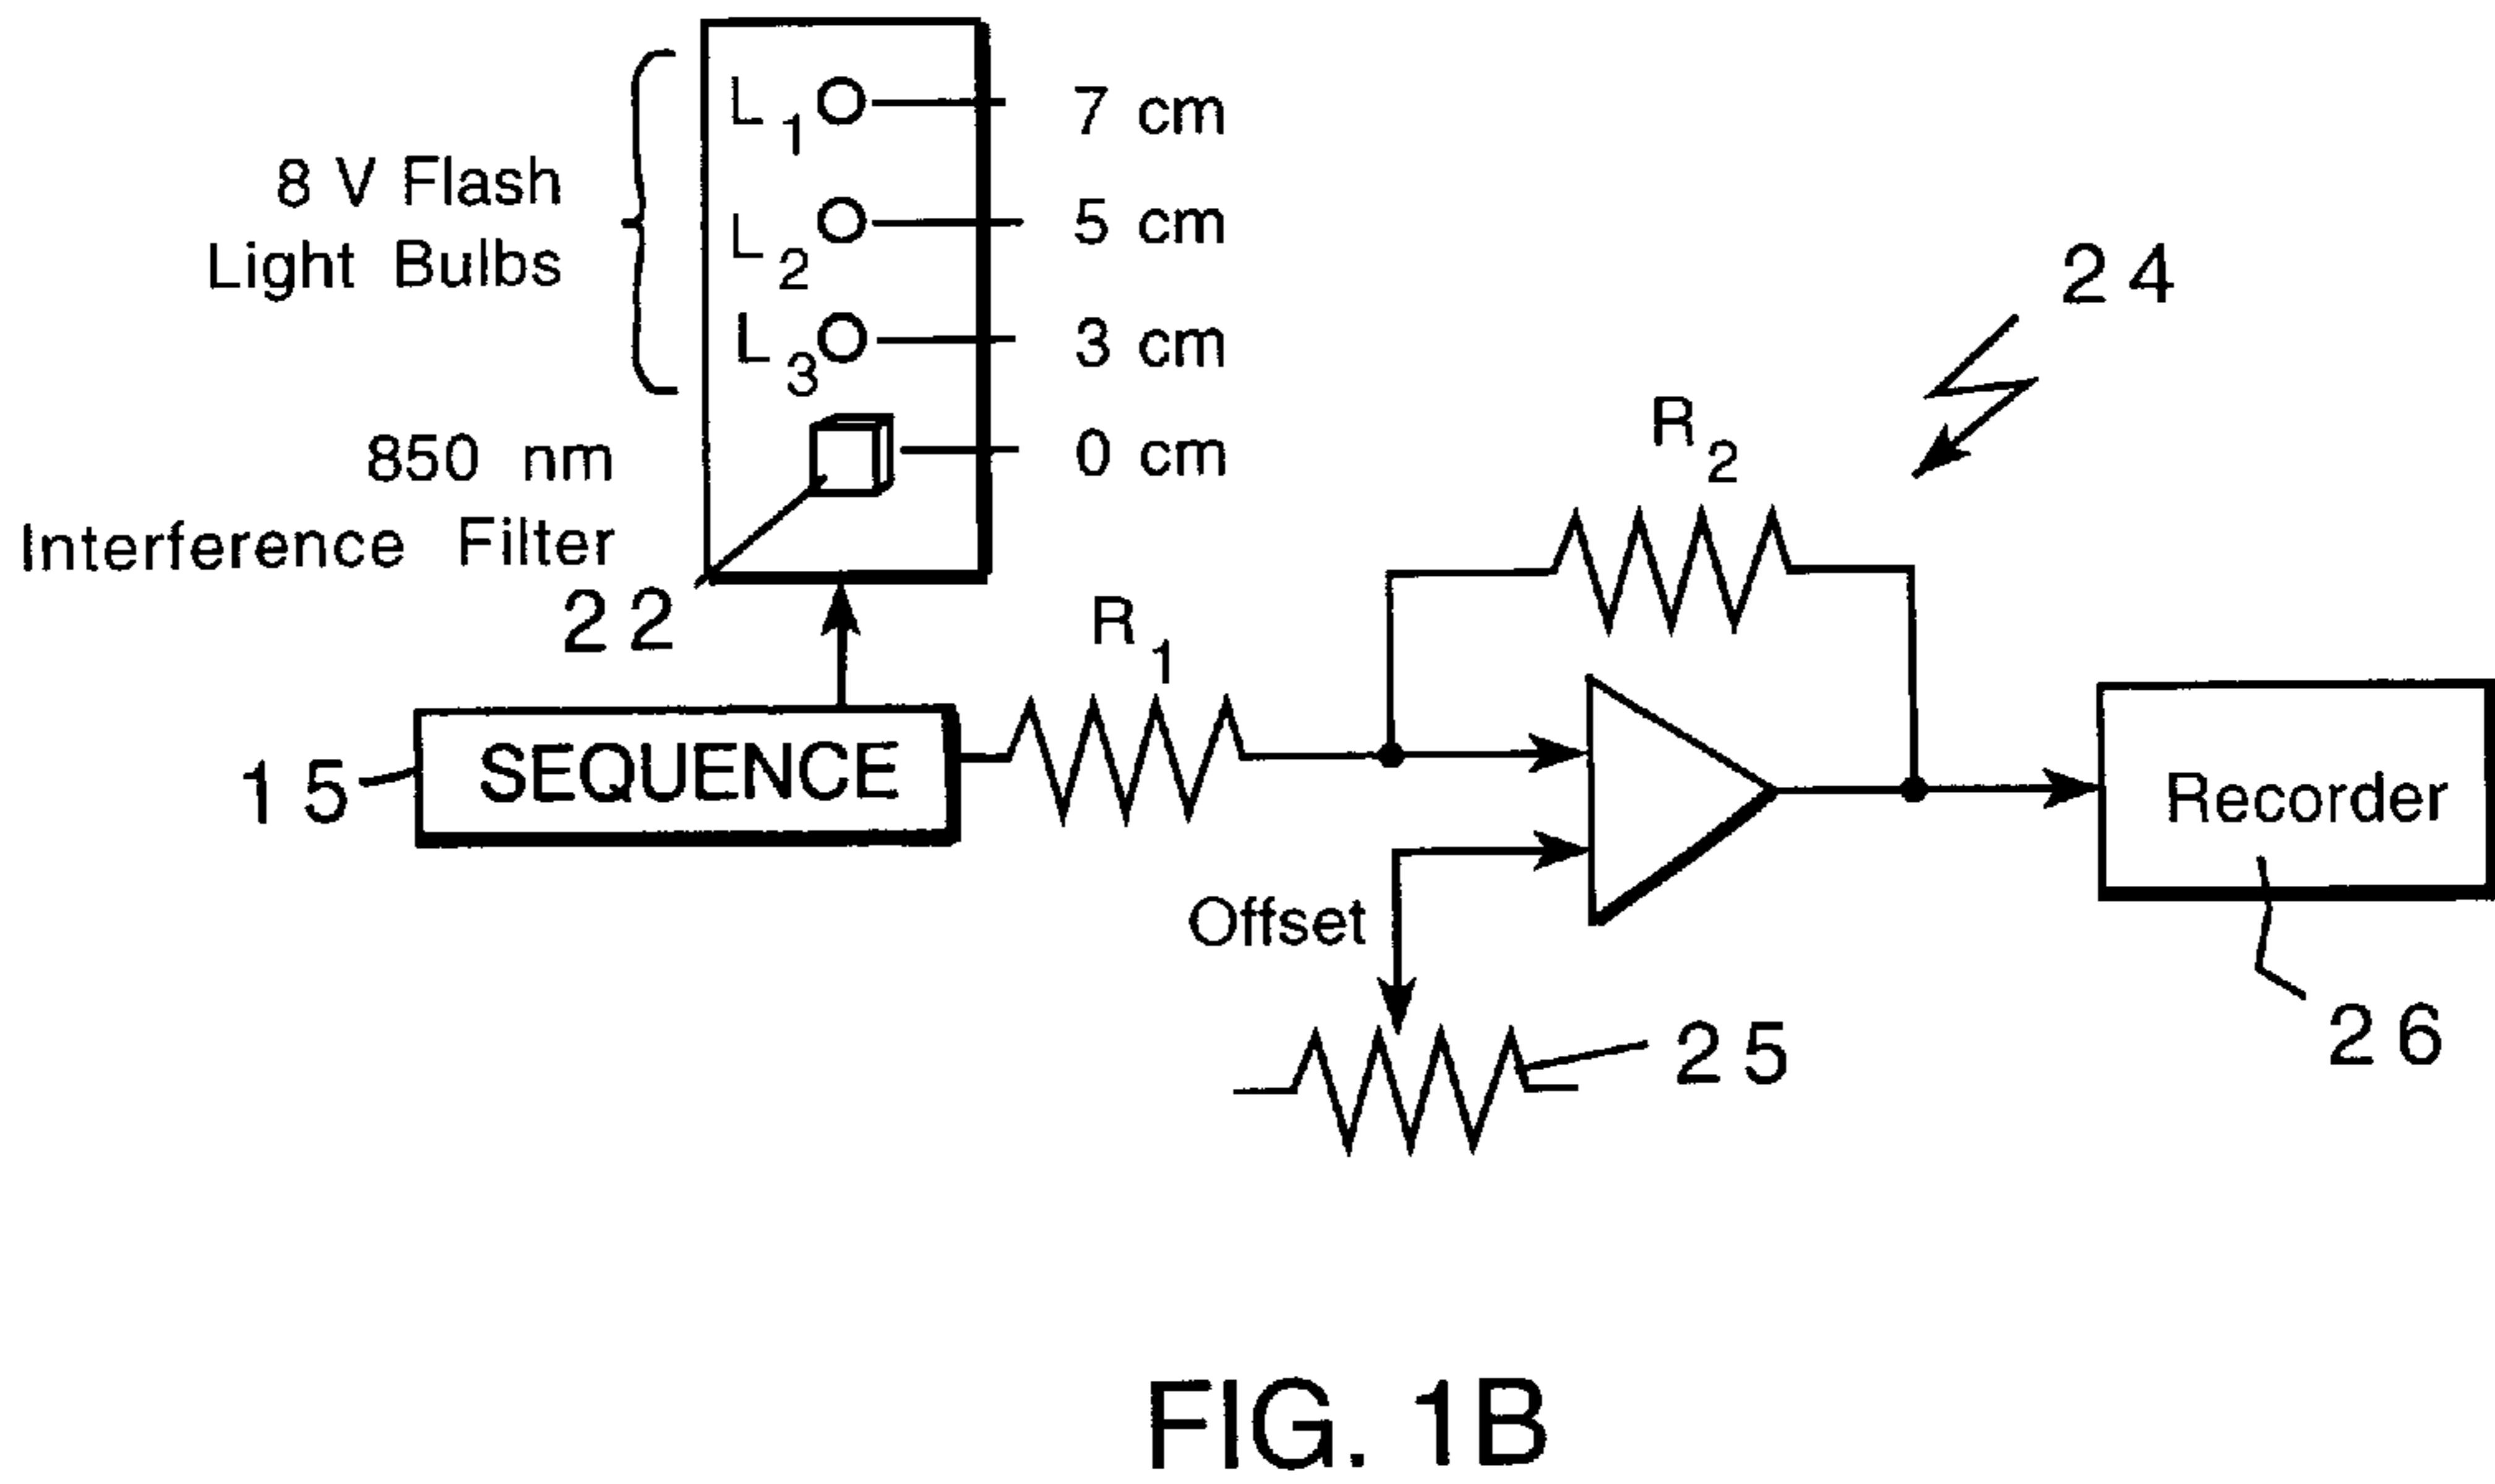 L1
7 cm
8 V Flash
Light Bulbs
L2
5 cm
L3
3 cm
24
850 nm
Interference Filter
0 cm
R2
22
R1
15
SEQUENCE
Recorder
Offset
25
26
FIG. 1B